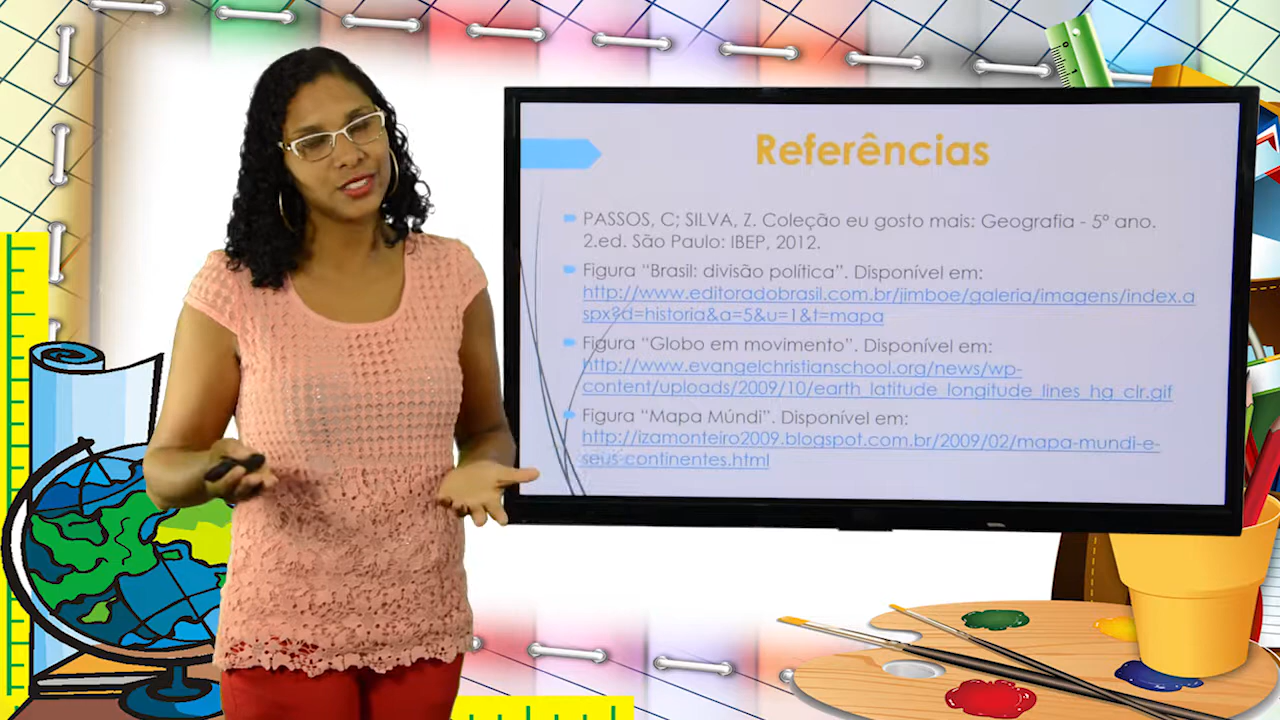 Referências
PASSOS, C; SILVA, Z. Coleção eu gosto mais: Geografia - 5º ano.
2.ed. São Paulo: IBEP, 2012.
Figura “Brasil: divisão política”. Disponível em:
http://www.editoradobrasil.com.br/jimboe/galeria/imagens/index.a
spx?d=historia&a=5&u=1&t=mapa
Figura “Globo em movimento”. Disponível em:
http://www.evangelchristianschool.org/news/wp-
content/uploads/2009/10/earth_latitude_longitude_lines_hg_clr.gif
Figura “Mapa Múndi”. Disponível em:
http://izamonteiro2009.blogspot.com.br/2009/02/mapa-mundi-e-
seus-continentes.html